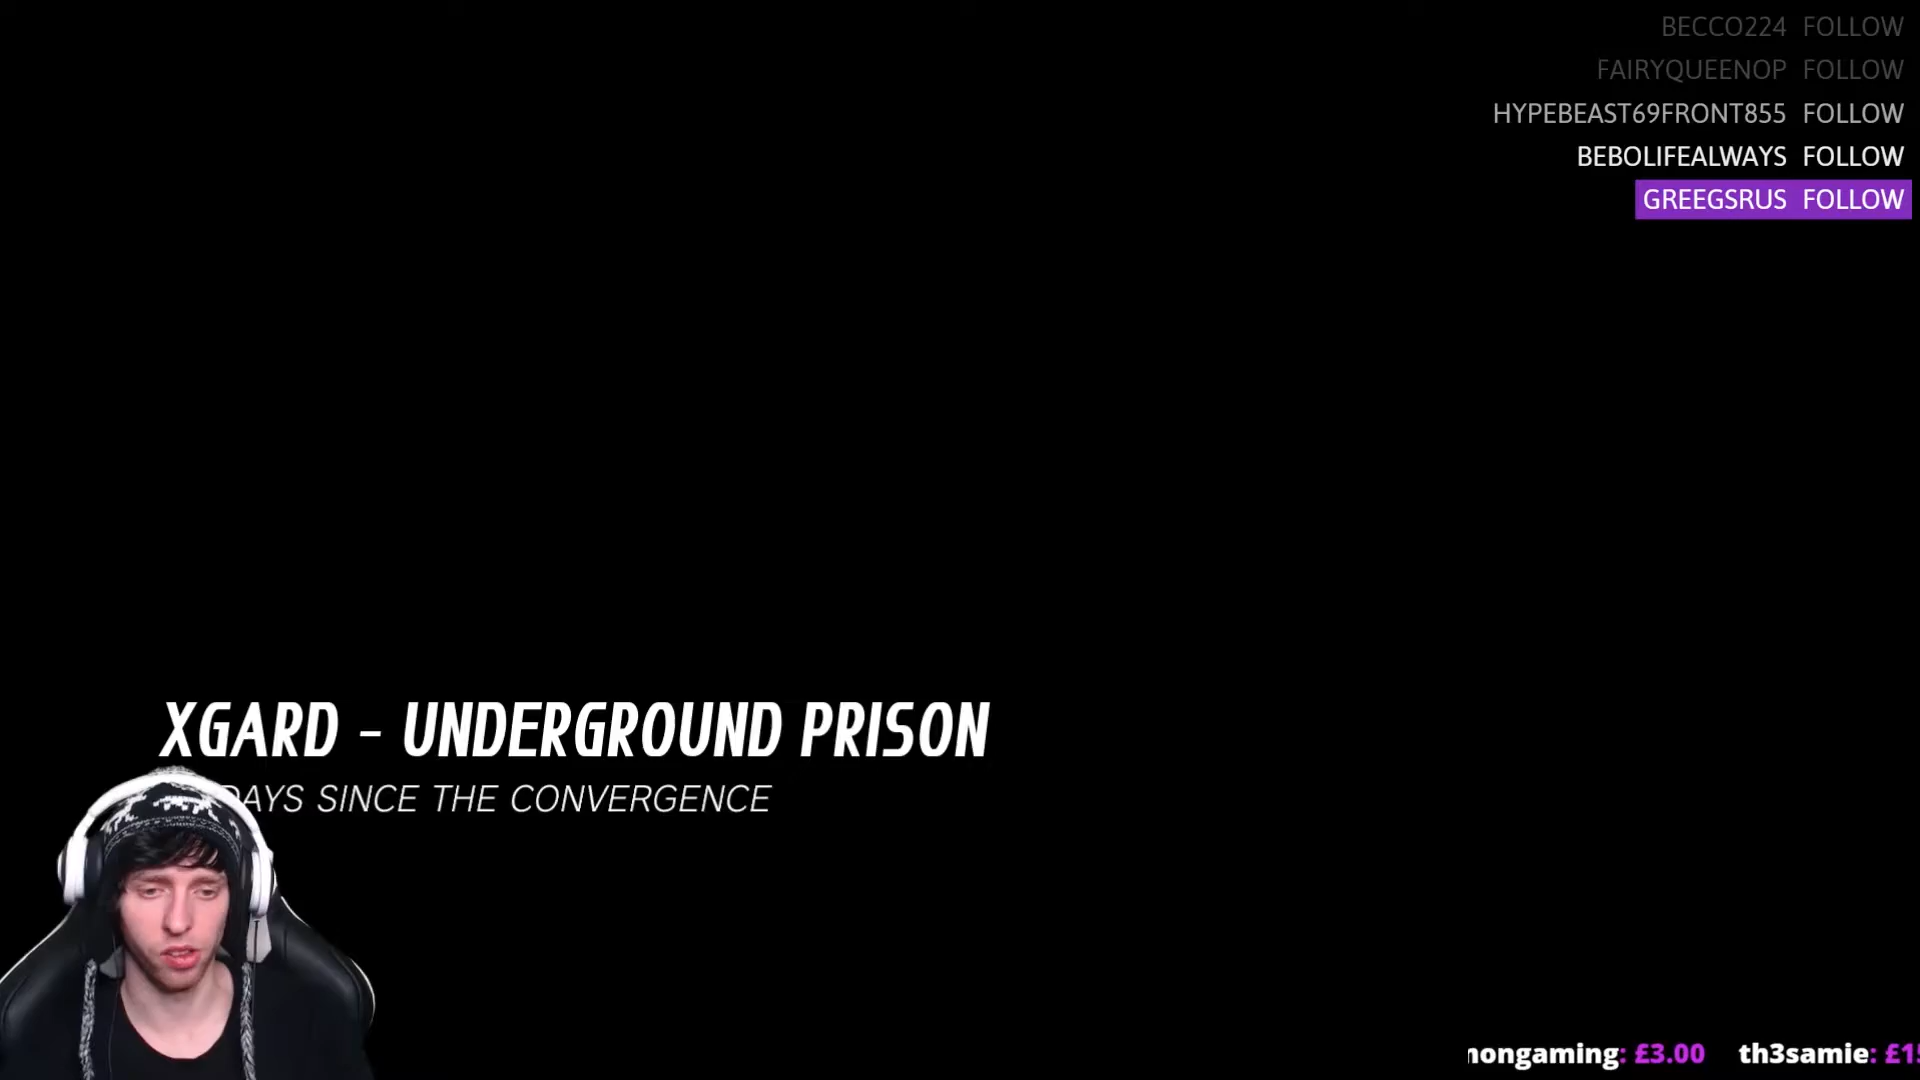 BECCO224 FOLLOW
FAIRYQUEENOP FOLLOW
HYPEBEAST69FRONT855 FOLLOW
BEBOLIFEALWAYS FOLLOW
GREEGSRUS FOLLOW
XGARD - UNDERGROUND PRISON
DAYS SINCE THE CONVERGENCE
nongaming: £3.00 th3samie: